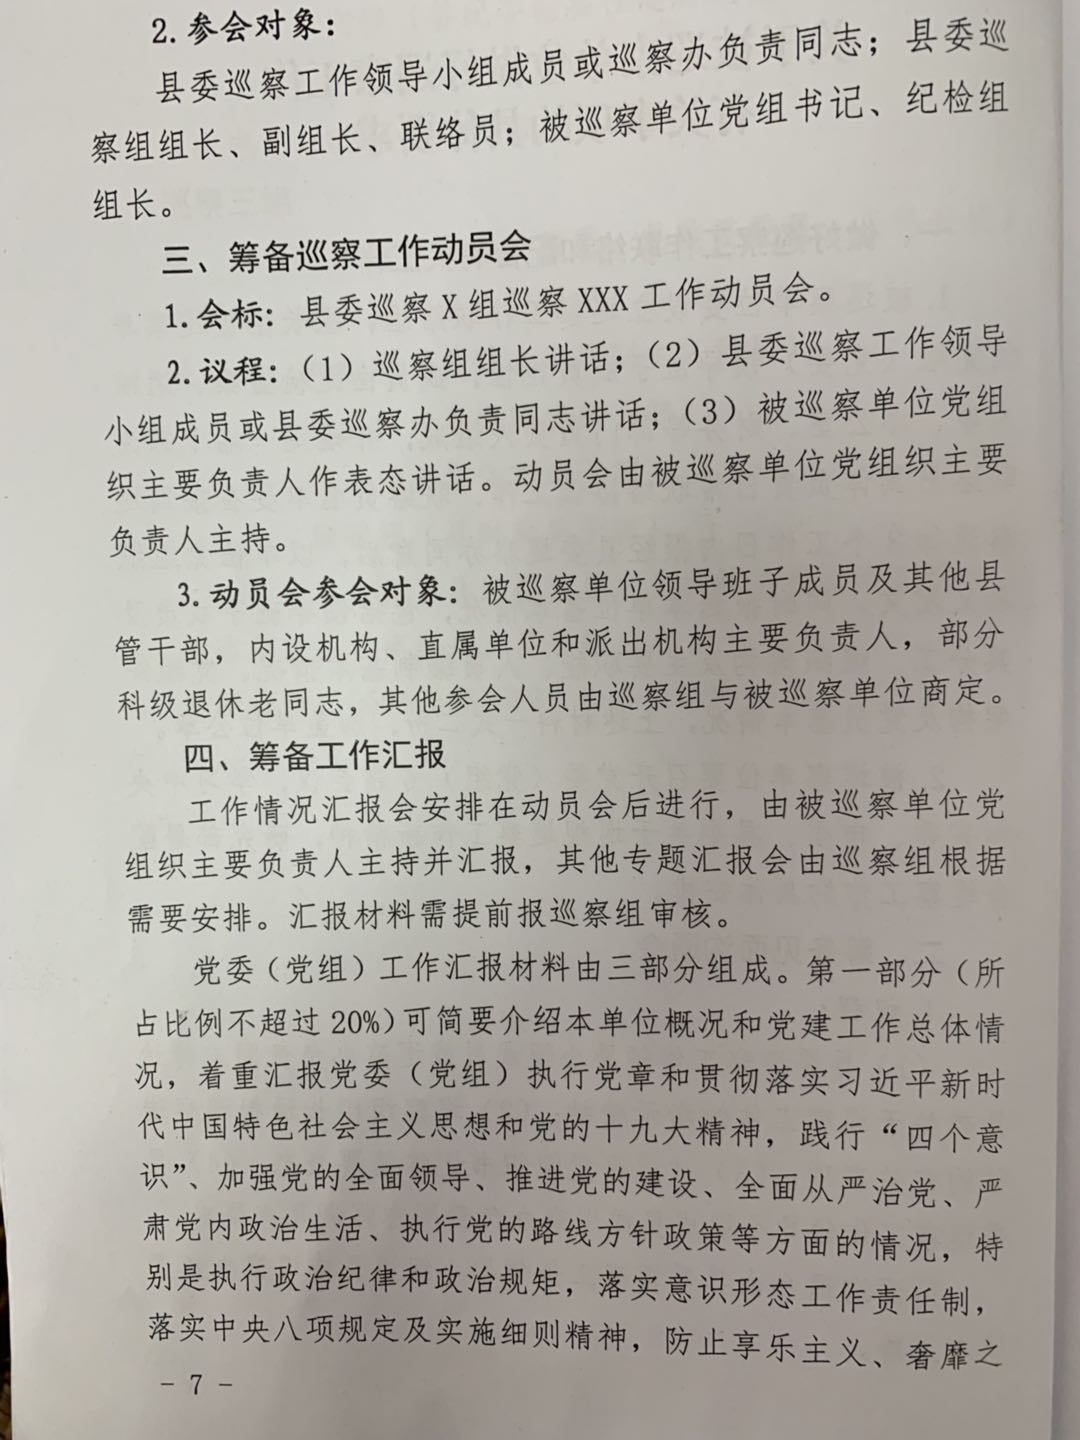 2.参会对象：
县委巡察工作领导小组成员或巡察办负责同志；县委巡
察组组长、副组长、联络员；被巡察单位党组书记、纪检组
组长。
三、筹备巡察工作动员会
1.会标：县委巡察X组巡察XXX工作动员会。
2.议程：（1）巡察组组长讲话；（2）县委巡察工作领导
小组成员或县委巡察办负责同志讲话；（3）被巡察单位党组
织主要负责人作表态讲话。动员会由被巡察单位党组织主要
负责人主持。
3.动员会参会对象：被巡察单位领导班子成员及其他县
管干部，内设机构、直属单位和派出机构主要负责人，部分
科级退休老同志，其他参会人员由巡察组与被巡察单位商定。
四、筹备工作汇报
工作情况汇报会安排在动员会后进行，由被巡察单位党
组织主要负责人主持并汇报，其他专题汇报会由巡察组根据
需要安排。汇报材料需提前报巡察组审核。
党委（党组）工作汇报材料由三部分组成。第一部分（所
占比例不超过20%）可简要介绍本单位概况和党建工作总体情
况，着重汇报党委（党组）执行党章和贯彻落实习近平新时
代中国特色社会主义思想和党的十九大精神，践行“四个意
识”、加强党的全面领导、推进党的建设、全面从严治党、严
肃党内政治生活、执行党的路线方针政策等方面的情况，特
别是执行政治纪律和政治规矩，落实意识形态工作责任制，
落实中央八项规定及实施细则精神，防止享乐主义、奢靡之
- 7 -